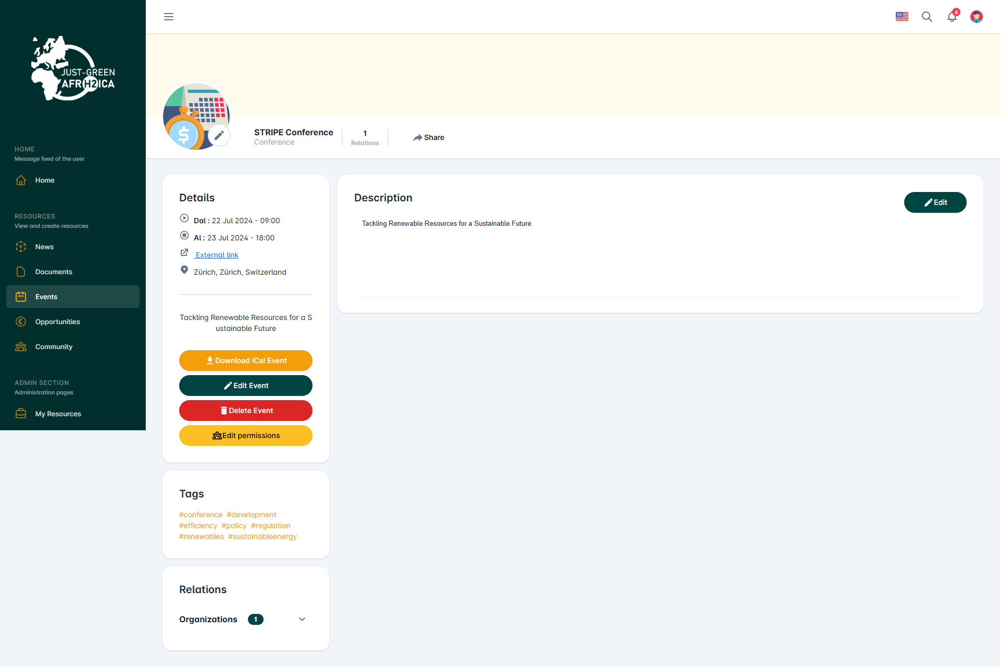 JUST-GREEN
AFRH2ICA
HOME
Message feed of the user
Home
RESOURCES
View and create resources
News
Documents
Events
Opportunities
Community
ADMIN SECTION
Administration pages
My Resources
4
STRIPE Conference
Conference
1
Relations
Share
Details
Dal : 22 Jul 2024 - 09:00
Al : 23 Jul 2024 - 18:00
External link
Zürich, Zürich, Switzerland
Tackling Renewable Resources for a S
ustainable Future
Download ICal Event
Edit Event
Delete Event
Edit permissions
Tags
#conference #development
#efficiency #policy #regulation
#renewables #sustainableenergy
Relations
Organizations 1
Description
Edit
Tackling Renewable Resources for a Sustainable Future